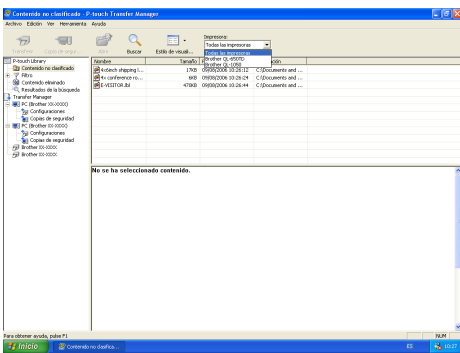 Contenido no clasificado - P-touch Transfer Manager
Archivo Edición Ver Herramienta Ayuda
Impresora:
Todas las impresoras
Transferir Copia de segu... Abrir Buscar Estilo de visuali...
Todas las impresoras
Brother QL-650TD
Brother QL-1050
P-touch Library
Contenido no clasificado
Filtro
Contenido eliminado
Resultados de la búsqueda
Transfer Manager
PC (Brother XX-XXXX)
Configuraciones
Copias de seguridad
PC (Brother XX-XXXX)
Configuraciones
Copias de seguridad
Brother XX-XXXX
Brother XX-XXXX
Nombre Tamaño
4x6inch shipping l... 17KB 09/08/2006 10:26:12 C:\Documents and ...
4x conference ro... 6KB 09/08/2006 10:26:24 C:\Documents and ...
E-VISITOR.lbl 470KB 09/08/2006 10:26:44 C:\Documents and ...
No se ha seleccionado contenido.
Para obtener ayuda, pulse F1
NUM
Inicio Contenido no clasifica... ES 10:27